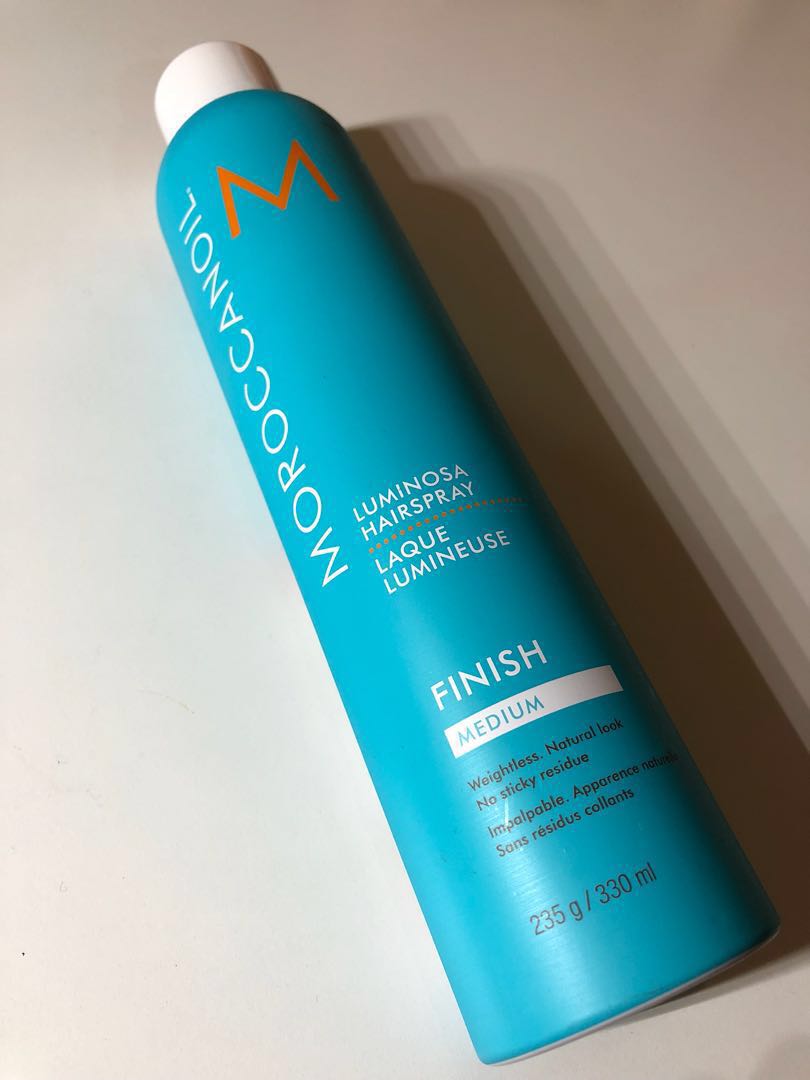 M
MOROCCANOIL.
LUMINOSA
HAIRSPRAY
LAQUE
LUMINEUSE
FINISH
MEDIUM
Weightless. Natural look
No sticky residue
Impalpable. Apparence naturelle
Sans résidus collants
235 g / 330 ml